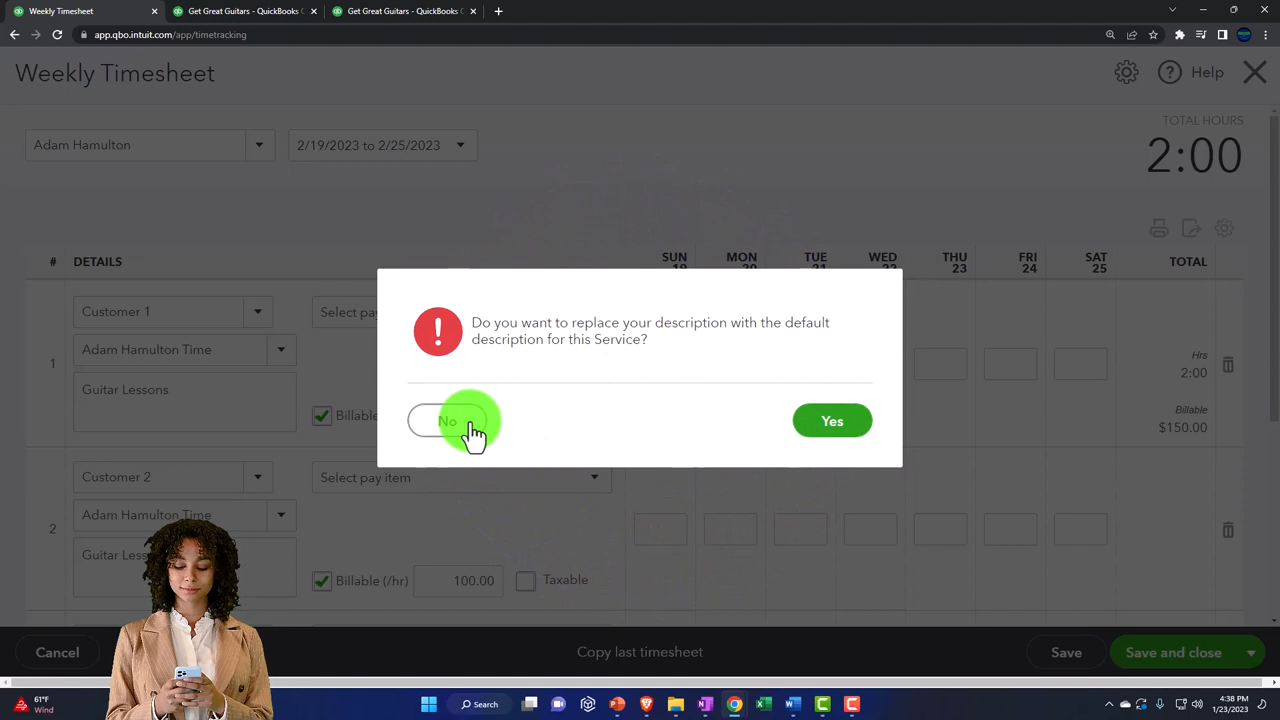 Weekly Timesheet
Get Great Guitars - QuickBooks C
Get Great Guitars - QuickBooks C
app.qbo.intuit.com/app/timetracking
Weekly Timesheet
Help
Adam Hamulton
2/19/2023 to 2/25/2023
TOTAL HOURS
2:00
# DETAILS SUN MON TUE WED THU FRI SAT TOTAL
19 20 21 22 23 24 25
Do you want to replace your description with the default
description for this Service?
No
Yes
1
Customer 1
Select pay
Adam Hamulton Time
Guitar Lessons
Billable
Hrs
2:00
Billable
$150.00
2
Customer 2
Select pay item
Adam Hamulton Time
Guitar Less
Billable (/hr)
100.00
Taxable
Cancel
Copy last timesheet
Save
Save and close
61°F
Wind
Search
4:38 PM
1/23/2023